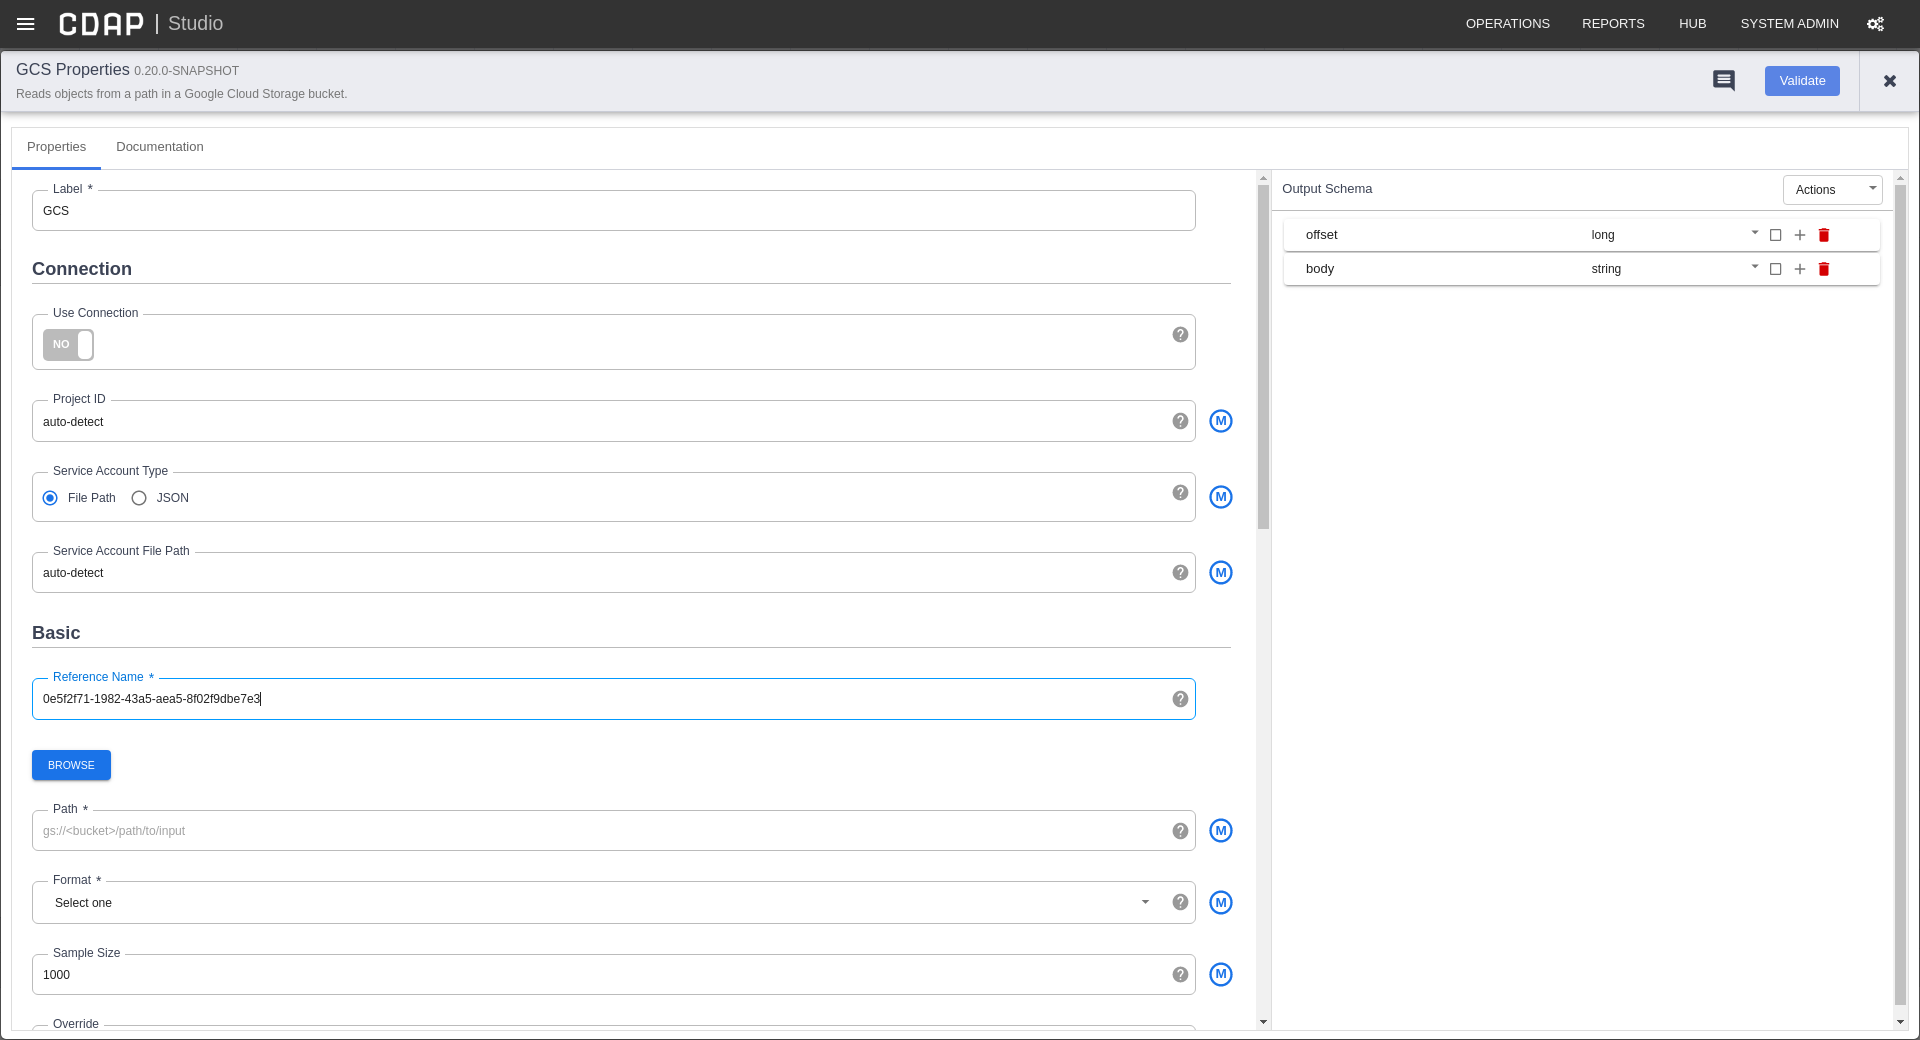 CDAP | Studio
OPERATIONS REPORTS HUB SYSTEM ADMIN
GCS Properties 0.20.0-SNAPSHOT
Reads objects from a path in a Google Cloud Storage bucket.
Validate
Properties Documentation
Label *
GCS
Connection
Use Connection
NO
Project ID
auto-detect
M
Service Account Type
File Path JSON
M
Service Account File Path
auto-detect
M
Basic
Reference Name *
0e5f2f71-1982-43a5-aea5-8f02f9dbe7e3
BROWSE
Path *
gs://<bucket>/path/to/input
M
Format *
Select one
M
Sample Size
1000
M
Override
Output Schema
Actions
offset long
body string